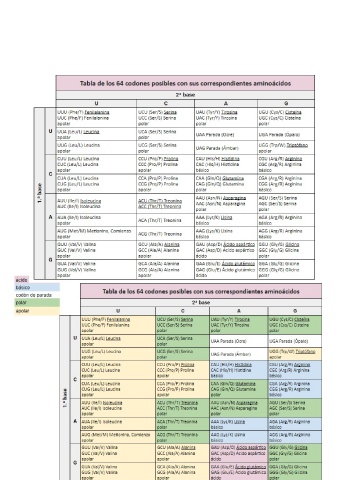 Tabla de los 64 codones posibles con sus correspondientes aminoácidos
2ª base
U C A G
1.ª base
U
UUU (Phe/F) Fenilalanina UCU (Ser/S) Serina UAU (Tyr/Y) Tirosina UGU (Cys/C) Cisteína
UUC (Phe/F) Fenilalanina UCC (Ser/S) Serina UAC (Tyr/Y) Tirosina UGC (Cys/C) Cisteína
apolar polar polar polar
UUA (Leu/L) Leucina UCA (Ser/S) Serina UAA Parada (Ocre) UGA Parada (Ópalo)
apolar polar
UUG (Leu/L) Leucina UCG (Ser/S) Serina UAG Parada (Ámbar) UGG (Trp/W) Triptófano
apolar polar apolar
C
CUU (Leu/L) Leucina CCU (Pro/P) Prolina CAU (His/H) Histidina CGU (Arg/R) Arginina
CUC (Leu/L) Leucina CCC (Pro/P) Prolina CAC (His/H) Histidina CGC (Arg/R) Arginina
apolar apolar básico básico
CUA (Leu/L) Leucina CCA (Pro/P) Prolina CAA (Gln/Q) Glutamina CGA (Arg/R) Arginina
CUG (Leu/L) Leucina CCG (Pro/P) Prolina CAG (Gln/Q) Glutamina CGG (Arg/R) Arginina
apolar apolar polar básico
A
AUU (Ile/I) Isoleucina ACU (Thr/T) Treonina AAU (Asn/N) Asparagina AGU (Ser/S) Serina
AUC (Ile/I) Isoleucina ACC (Thr/T) Treonina AAC (Asn/N) Asparagina AGC (Ser/S) Serina
apolar polar polar
AUA (Ile/I) Isoleucina ACA (Thr/T) Treonina AAA (Lys/K) Lisina AGA (Arg/R) Arginina
apolar básico básico
AUG (Met/M) Metionina, Comienzo ACG (Thr/T) Treonina AAG (Lys/K) Lisina AGG (Arg/R) Arginina
apolar básico básico
G
GUU (Val/V) Valina GCU (Ala/A) Alanina GAU (Asp/D) Ácido aspártico GGU (Gly/G) Glicina
GUC (Val/V) Valina GCC (Ala/A) Alanina GAC (Asp/D) Ácido aspártico GGC (Gly/G) Glicina
apolar apolar ácido polar
GUA (Val/V) Valina GCA (Ala/A) Alanina GAA (Glu/E) Ácido glutámico GGA (Gly/G) Glicina
GUG (Val/V) Valina GCG (Ala/A) Alanina GAG (Glu/E) Ácido glutámico GGG (Gly/G) Glicina
apolar apolar ácido polar
ácido
básico
codón de parada
polar
apolar
Tabla de los 64 codones posibles con sus correspondientes aminoácidos
2ª base
U C A G
1.ª base
U
UUU (Phe/F) Fenilalanina UCU (Ser/S) Serina UAU (Tyr/Y) Tirosina UGU (Cys/C) Cisteína
UUC (Phe/F) Fenilalanina UCC (Ser/S) Serina UAC (Tyr/Y) Tirosina UGC (Cys/C) Cisteína
apolar polar polar polar
UUA (Leu/L) Leucina UCA (Ser/S) Serina UAA Parada (Ocre) UGA Parada (Ópalo)
apolar polar
UUG (Leu/L) Leucina UCG (Ser/S) Serina UAG Parada (Ámbar) UGG (Trp/W) Triptófano
apolar polar apolar
C
CUU (Leu/L) Leucina CCU (Pro/P) Prolina CAU (His/H) Histidina CGU (Arg/R) Arginina
CUC (Leu/L) Leucina CCC (Pro/P) Prolina CAC (His/H) Histidina CGC (Arg/R) Arginina
apolar apolar básico básico
CUA (Leu/L) Leucina CCA (Pro/P) Prolina CAA (Gln/Q) Glutamina CGA (Arg/R) Arginina
CUG (Leu/L) Leucina CCG (Pro/P) Prolina CAG (Gln/Q) Glutamina CGG (Arg/R) Arginina
apolar apolar polar básico
A
AUU (Ile/I) Isoleucina ACU (Thr/T) Treonina AAU (Asn/N) Asparagina AGU (Ser/S) Serina
AUC (Ile/I) Isoleucina ACC (Thr/T) Treonina AAC (Asn/N) Asparagina AGC (Ser/S) Serina
apolar polar polar polar
AUA (Ile/I) Isoleucina ACA (Thr/T) Treonina AAA (Lys/K) Lisina AGA (Arg/R) Arginina
apolar polar básico básico
AUG (Met/M) Metionina, Comienzo ACG (Thr/T) Treonina AAG (Lys/K) Lisina AGG (Arg/R) Arginina
apolar polar básico básico
G
GUU (Val/V) Valina GCU (Ala/A) Alanina GAU (Asp/D) Ácido aspártico GGU (Gly/G) Glicina
GUC (Val/V) Valina GCC (Ala/A) Alanina GAC (Asp/D) Ácido aspártico GGC (Gly/G) Glicina
apolar apolar ácido polar
GUA (Val/V) Valina GCA (Ala/A) Alanina GAA (Glu/E) Ácido glutámico GGA (Gly/G) Glicina
GUG (Val/V) Valina GCG (Ala/A) Alanina GAG (Glu/E) Ácido glutámico GGG (Gly/G) Glicina